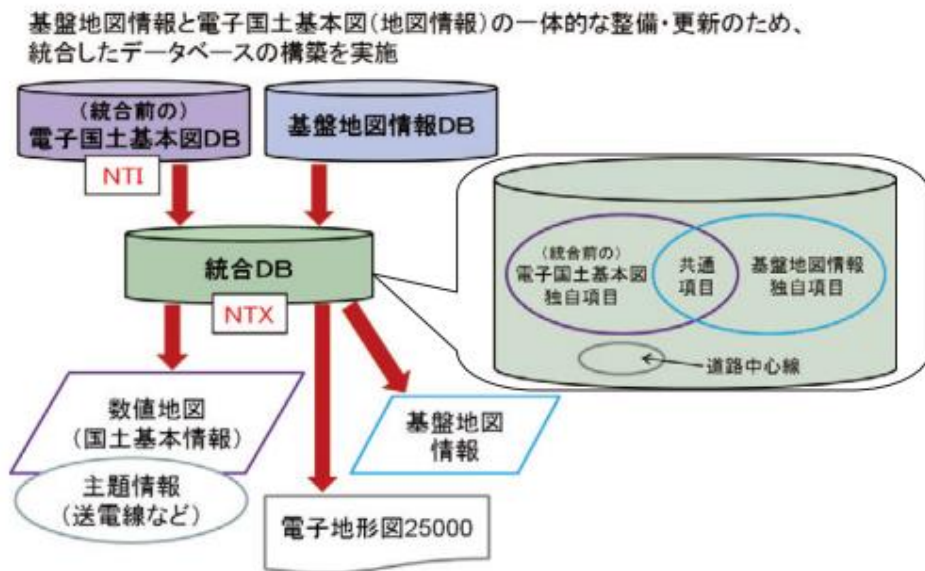 基盤地図情報と電子国土基本図(地図情報)の一体的な整備・更新のため、
統合したデータベースの構築を実施
(統合前の)
電子国土基本図DB
NTI
基盤地図情報DB
統合DB
NTX
(統合前の)
電子国土基本図
独自項目
共通
項目
基盤地図情報
独自項目
道路中心線
数値地図
(国土基本情報)
主題情報
(送電線など)
基盤地図
情報
電子地形図25000